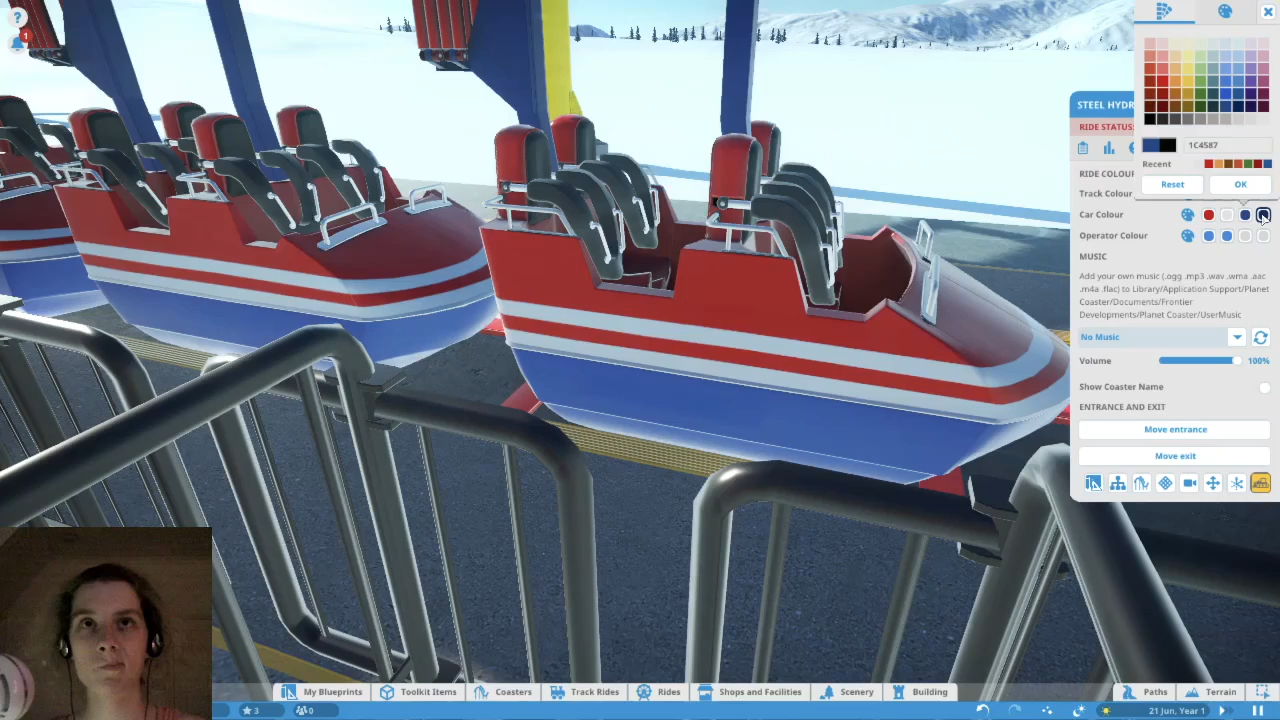 ?
1
STEEL HYDR
RIDE STATUS:
1C4587
Recent
Reset
OK
RIDE COLOUR
Track Colour
Car Colour
Operator Colour
MUSIC
Add your own music (.ogg .mp3 .wav .wma .aac
.m4a .flac) to Library/Application Support/Planet
Coaster/Documents/Frontier
Developments/Planet Coaster/UserMusic
No Music
Volume
100%
Show Coaster Name
ENTRANCE AND EXIT
Move entrance
Move exit
My Blueprints
Toolkit Items
Coasters
Track Rides
Rides
Shops and Facilities
Scenery
Building
Paths
Terrain
3
0
21 Jun, Year 1